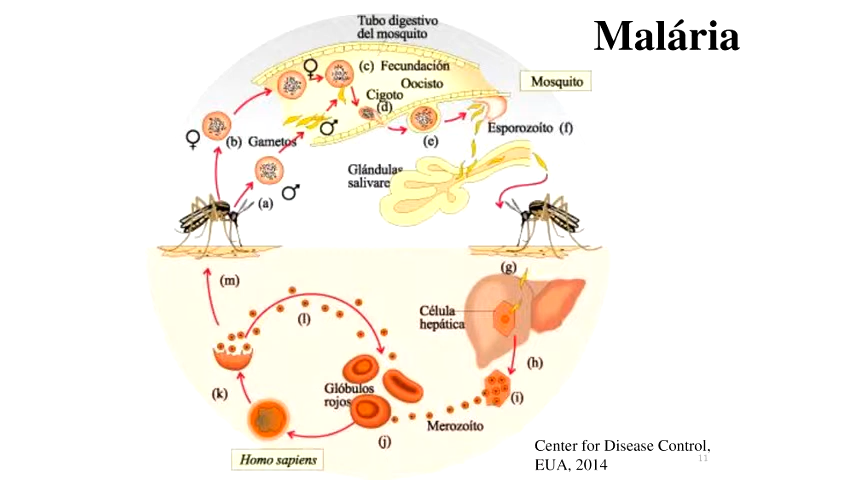 Malária
Tubo digestivo
del mosquito
(c) Fecundación
Oocisto
Cigoto
(d)
Mosquito
♀
♀
♂
♂
(b) Gametos
(e)
Esporozoíto (f)
Glándulas
salivare
(a)
(g)
(m)
(l)
Célula
hepática
(h)
(k)
Glóbulos
rojos
(i)
Merozoíto
(j)
Homo sapiens
Center for Disease Control,
EUA, 2014
11